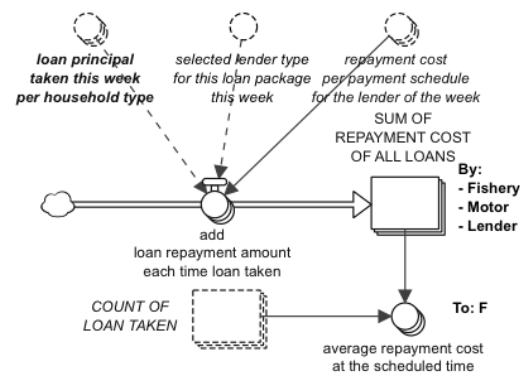 loan principal
taken this week
per household type
selected lender type
for this loan package
this week
repayment cost
per payment schedule
for the lender of the week
SUM OF
REPAYMENT COST
OF ALL LOANS
By:
- Fishery
- Motor
- Lender
add
loan repayment amount
each time loan taken
COUNT OF
LOAN TAKEN
To: F
average repayment cost
at the scheduled time